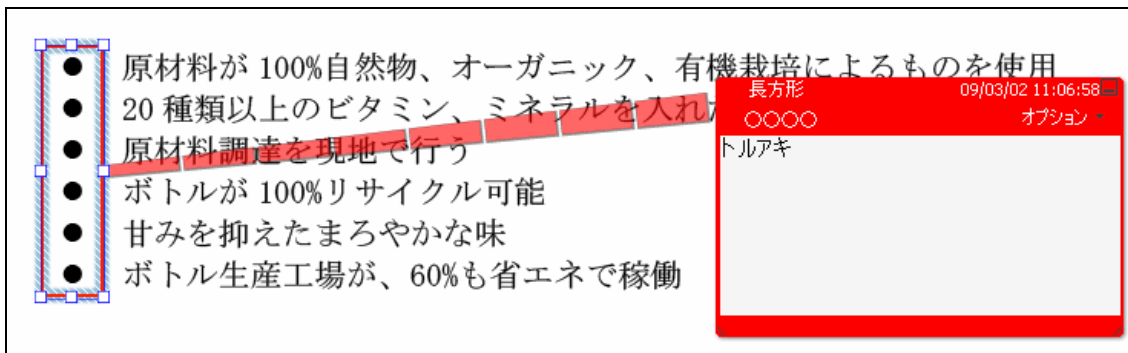 ● 原材料が 100%自然物、オーガニック、有機栽培によるものを使用
● 20 種類以上のビタミン、ミネラルを入れ
● 原材料調達を現地で行う
● ボトルが 100%リサイクル可能
● 甘みを抑えたまろやかな味
● ボトル生産工場が、60%も省エネで稼働
長方形 09/03/02 11:06:58
○○○○ オプション
トルアキ